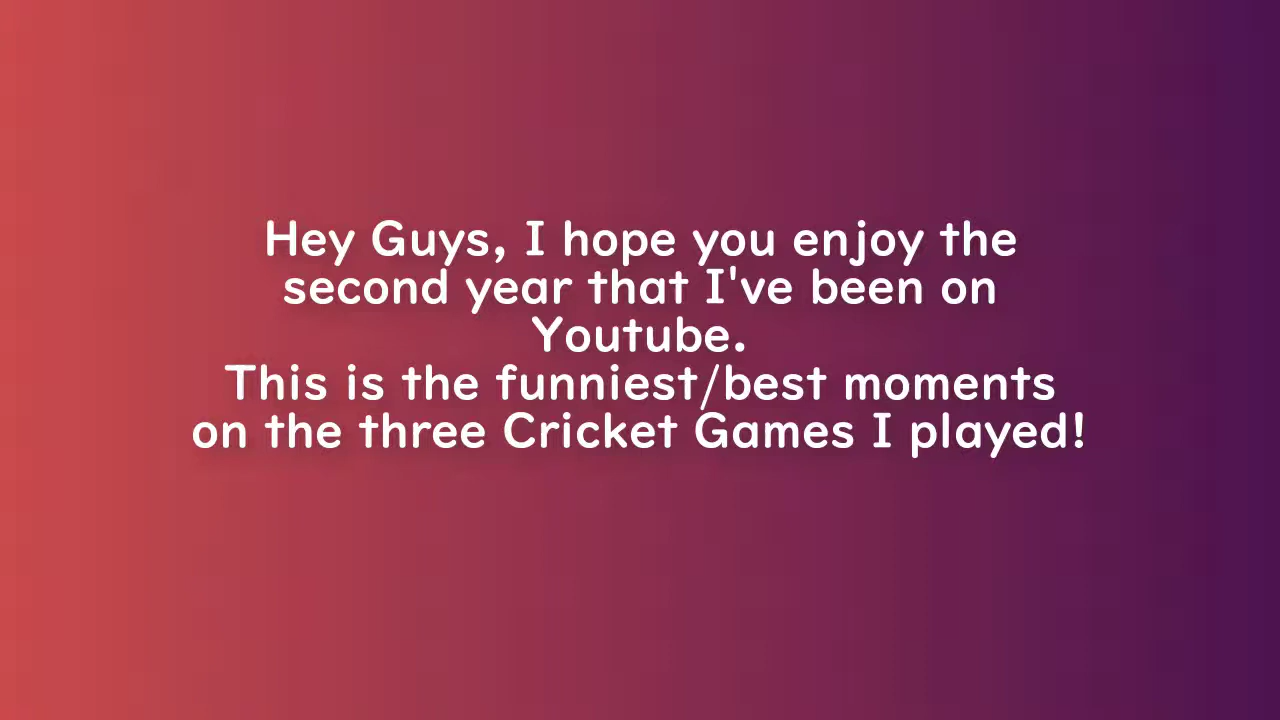 Hey Guys, I hope you enjoy the
second year that I've been on
Youtube.
This is the funniest/best moments
on the three Cricket Games I played!